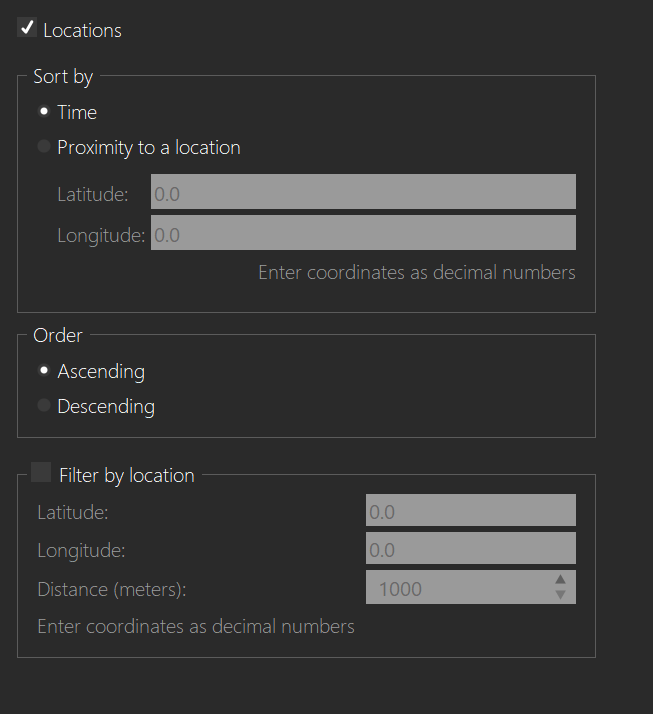 Locations
Sort by
Time
Proximity to a location
Latitude: 0.0
Longitude: 0.0
Enter coordinates as decimal numbers
Order
Ascending
Descending
Filter by location
Latitude: 0.0
Longitude: 0.0
Distance (meters): 1000
Enter coordinates as decimal numbers